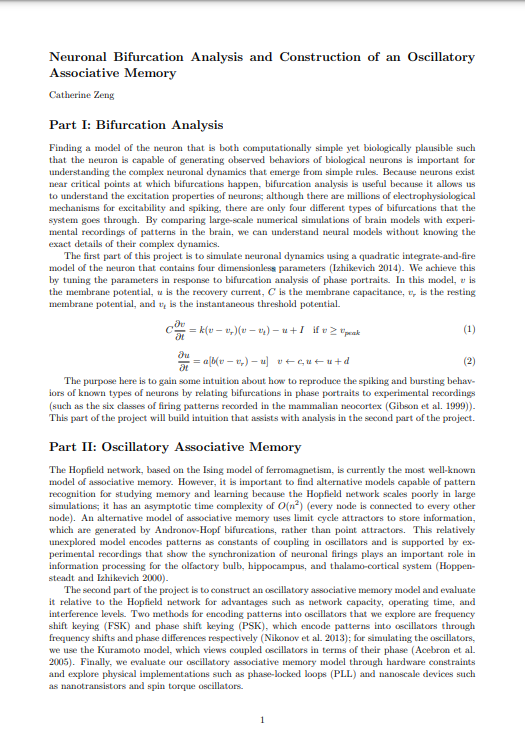 Neuronal Bifurcation Analysis and Construction of an Oscillatory
Associative Memory
Catherine Zeng
Part I: Bifurcation Analysis
Finding a model of the neuron that is both computationally simple yet biologically plausible such
that the neuron is capable of generating observed behaviors of biological neurons is important for
understanding the complex neuronal dynamics that emerge from simple rules. Because neurons exist
near critical points at which bifurcations happen, bifurcation analysis is useful because it allows us
to understand the excitation properties of neurons; although there are millions of electrophysiological
mechanisms for excitability and spiking, there are only four different types of bifurcations that the
system goes through. By comparing large-scale numerical simulations of brain models with experi-
mental recordings of patterns in the brain, we can understand neural models without knowing the
exact details of their complex dynamics.
The first part of this project is to simulate neuronal dynamics using a quadratic integrate-and-fire
model of the neuron that contains four dimensionless parameters (Izhikevich 2014). We achieve this
by tuning the parameters in response to bifurcation analysis of phase portraits. In this model, v is
the membrane potential, u is the recovery current, C is the membrane capacitance, vᵣ is the resting
membrane potential, and vₜ is the instantaneous threshold potential.
C ∂v/∂t = k(v − vᵣ)(v − vₜ) − u + I if v ≥ v_peak (1)
∂u/∂t = a[b(v − vᵣ) − u] v ← c, u ← u + d (2)
The purpose here is to gain some intuition about how to reproduce the spiking and bursting behav-
iors of known types of neurons by relating bifurcations in phase portraits to experimental recordings
(such as the six classes of firing patterns recorded in the mammalian neocortex (Gibson et al. 1999)).
This part of the project will build intuition that assists with analysis in the second part of the project.
Part II: Oscillatory Associative Memory
The Hopfield network, based on the Ising model of ferromagnetism, is currently the most well-known
model of associative memory. However, it is important to find alternative models capable of pattern
recognition for studying memory and learning because the Hopfield network scales poorly in large
simulations; it has an asymptotic time complexity of O(n²) (every node is connected to every other
node). An alternative model of associative memory uses limit cycle attractors to store information,
which are generated by Andronov-Hopf bifurcations, rather than point attractors. This relatively
unexplored model encodes patterns as constants of coupling in oscillators and is supported by ex-
perimental recordings that show the synchronization of neuronal firings plays an important role in
information processing for the olfactory bulb, hippocampus, and thalamo-cortical system (Hoppen-
steadt and Izhikevich 2000).
The second part of the project is to construct an oscillatory associative memory model and evaluate
it relative to the Hopfield network for advantages such as network capacity, operating time, and
interference levels. Two methods for encoding patterns into oscillators that we explore are frequency
shift keying (FSK) and phase shift keying (PSK), which encode patterns into oscillators through
frequency shifts and phase differences respectively (Nikonov et al. 2013); for simulating the oscillators,
we use the Kuramoto model, which views coupled oscillators in terms of their phase (Acebron et al.
2005). Finally, we evaluate our oscillatory associative memory model through hardware constraints
and explore physical implementations such as phase-locked loops (PLL) and nanoscale devices such
as nanotransistors and spin torque oscillators.
1